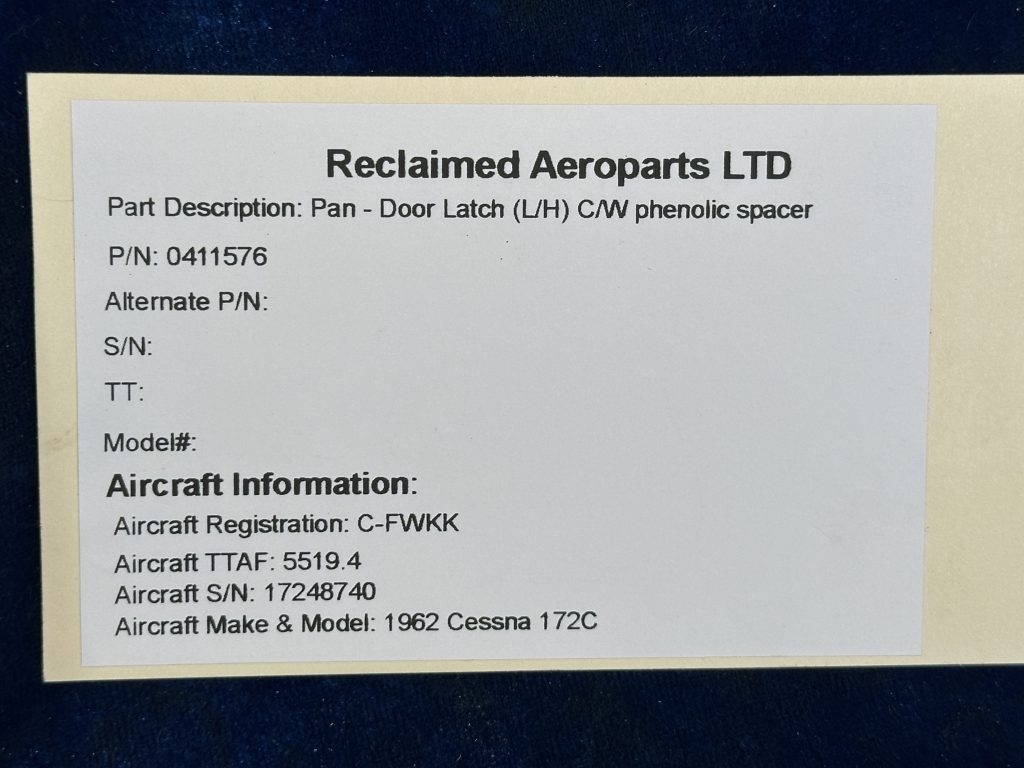 Reclaimed Aeroparts LTD
Part Description: Pan - Door Latch (L/H) C/W phenolic spacer
P/N: 0411576
Alternate P/N:
S/N:
TT:
Model#:
Aircraft Information:
Aircraft Registration: C-FWKK
Aircraft TTAF: 5519.4
Aircraft S/N: 17248740
Aircraft Make & Model: 1962 Cessna 172C